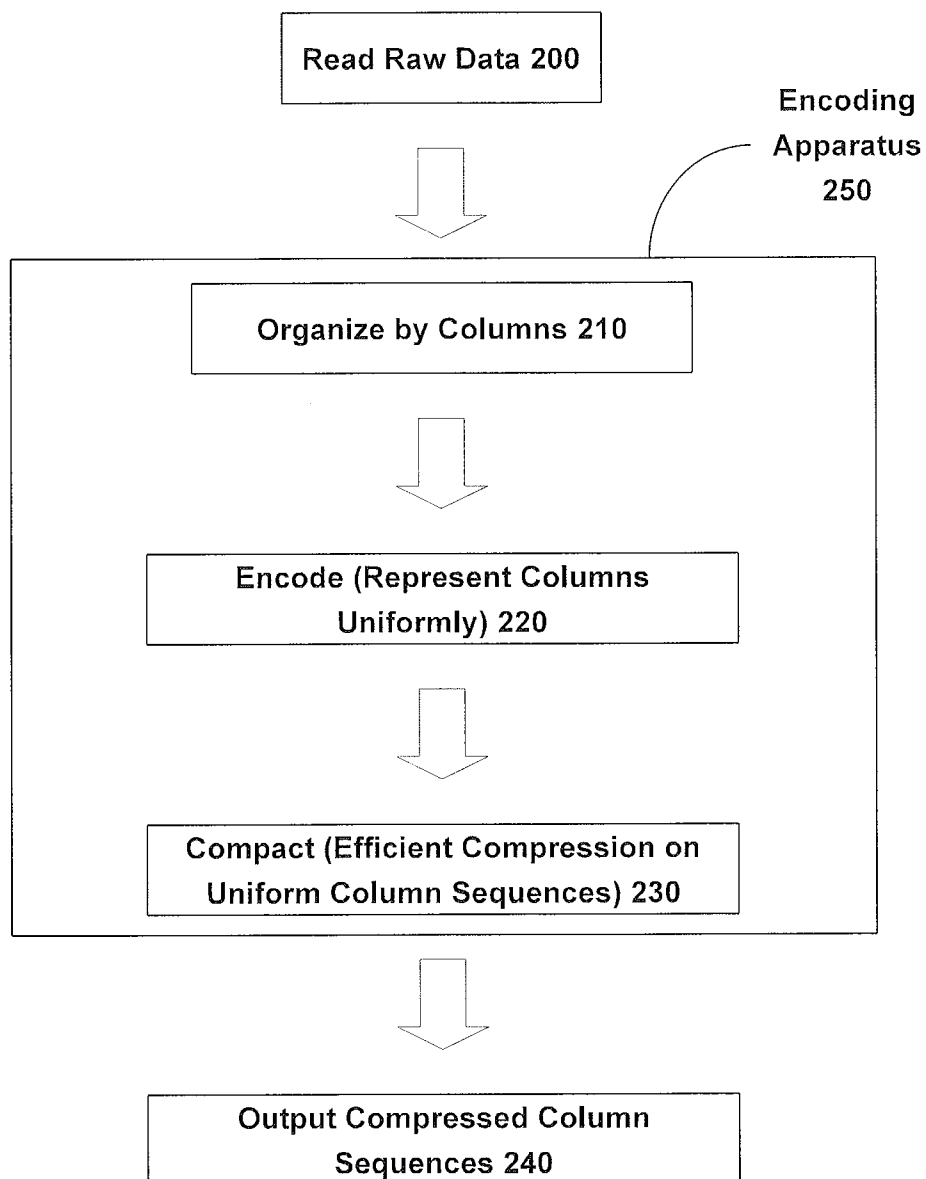 Read Raw Data 200
Encoding
Apparatus
250
Organize by Columns 210
Encode (Represent Columns
Uniformly) 220
Compact (Efficient Compression on
Uniform Column Sequences) 230
Output Compressed Column
Sequences 240